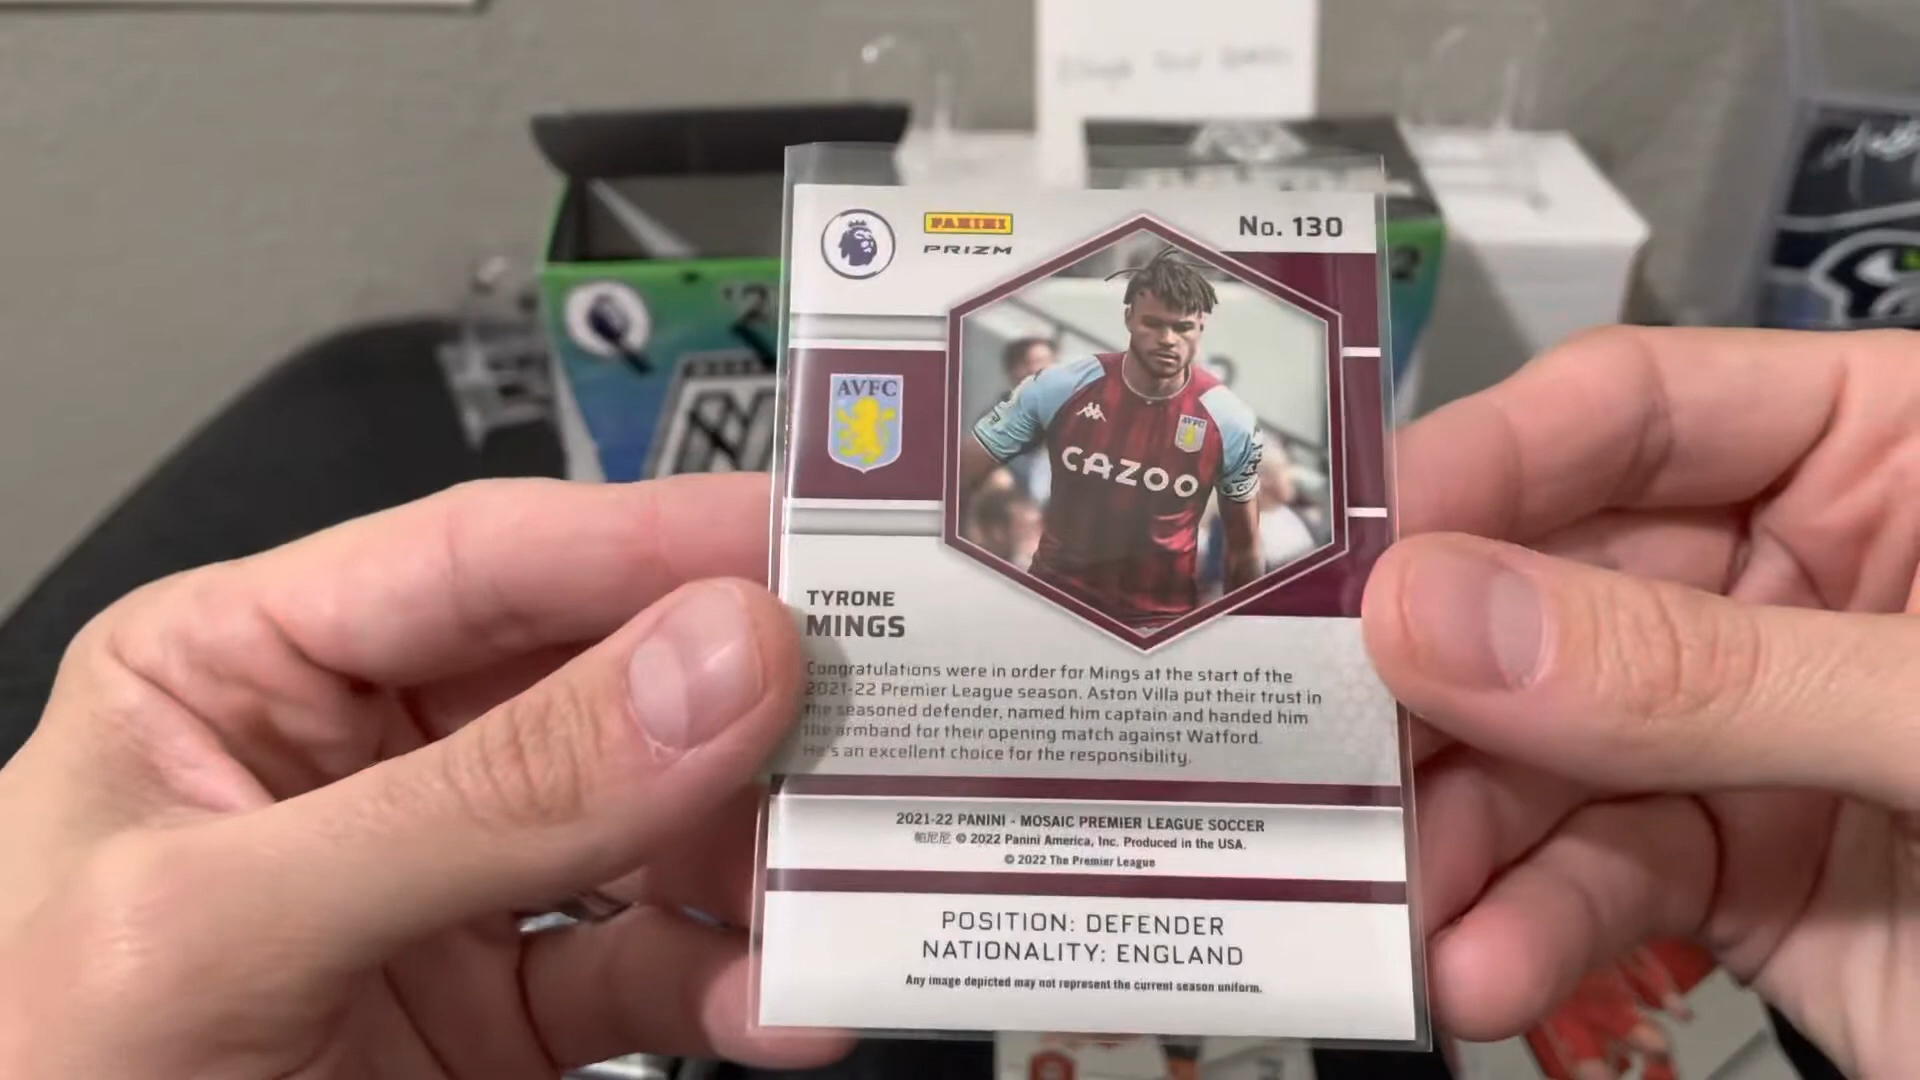 PANINI
PRIZM
No. 130
AVFC
AVFC
CAZOO
TYRONE
MINGS
Congratulations were in order for Mings at the start of the
2021-22 Premier League season. Aston Villa put their trust in
the seasoned defender, named him captain and handed him
the armband for their opening match against Watford.
He's an excellent choice for the responsibility.
2021-22 PANINI - MOSAIC PREMIER LEAGUE SOCCER
帕尼尼 © 2022 Panini America, Inc. Produced in the USA.
© 2022 The Premier League
POSITION: DEFENDER
NATIONALITY: ENGLAND
Any image depicted may not represent the current season uniform.